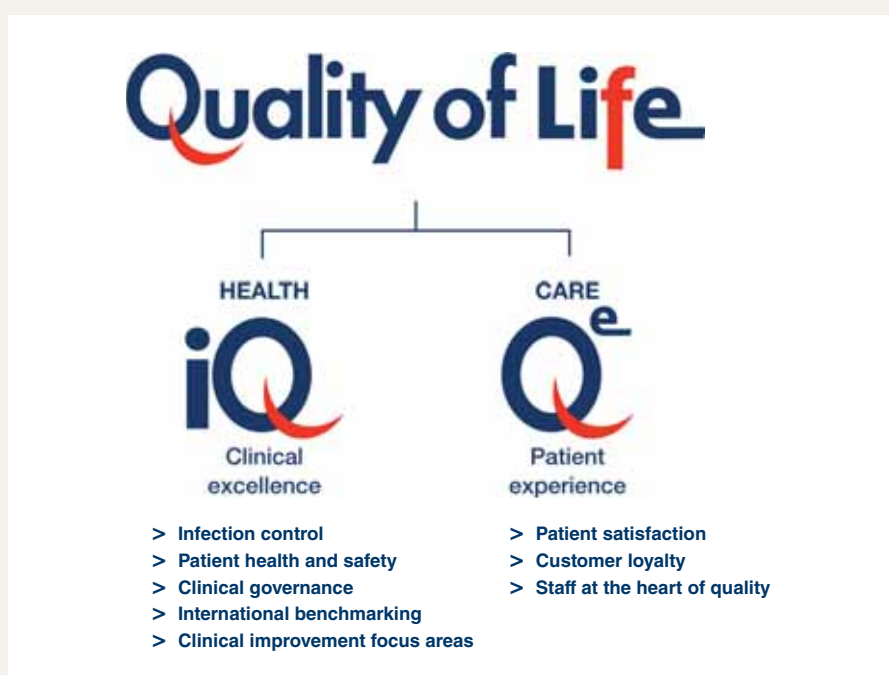 Quality of Life
HEALTH
iQ
Clinical
excellence
> Infection control
> Patient health and safety
> Clinical governance
> International benchmarking
> Clinical improvement focus areas
CARE
Qe
Patient
experience
> Patient satisfaction
> Customer loyalty
> Staff at the heart of quality